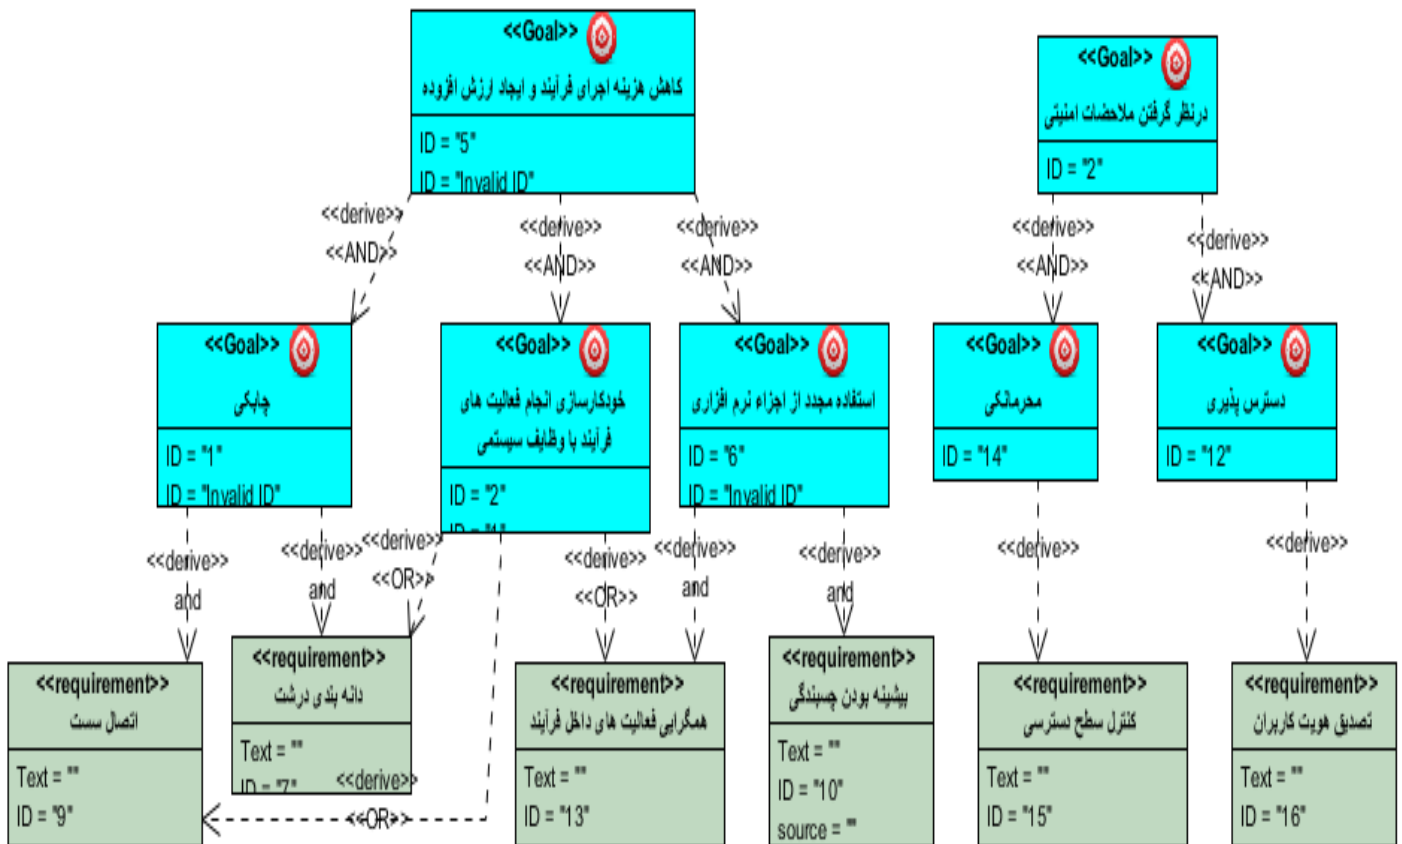 <<Goal>>
کاهش هزینه اجرای فرآیند و ایجاد ارزش افزوده
ID = "5"
ID = "Invalid ID"
<<Goal>>
درنظر گرفتن ملاحضات امنیتی
ID = "2"
<<derive>>
<<AND>>
<<derive>>
<<AND>>
<<derive>>
<<AND>>
<<derive>>
<<AND>>
<<derive>>
<<AND>>
<<Goal>>
چابکی
ID = "1"
ID = "Invalid ID"
<<Goal>>
خودکارسازی انجام فعالیت های
فرآیند با وظایف سیستمی
ID = "2"
ID = "1"
<<Goal>>
استفاده مجدد از اجزاء نرم افزاری
ID = "6"
ID = "Invalid ID"
<<Goal>>
محرمانگی
ID = "14"
<<Goal>>
دسترس پذیری
ID = "12"
<<derive>>
and
<<derive>>
and
<<derive>>
<<OR>>
<<derive>>
<<OR>>
<<derive>>
and
<<derive>>
and
<<derive>>
<<derive>>
<<requirement>>
اتصال سست
Text = ""
ID = "9"
<<requirement>>
دانه بندی درشت
Text = ""
ID = "7"
<<derive>>
<<OR>>
<<requirement>>
همگرایی فعالیت های داخل فرآیند
Text = ""
ID = "13"
<<requirement>>
بیشینه بودن چسبندگی
Text = ""
ID = "10"
source = ""
<<requirement>>
کنترل سطح دسترسی
Text = ""
ID = "15"
<<requirement>>
تصدیق هویت کاربران
Text = ""
ID = "16"